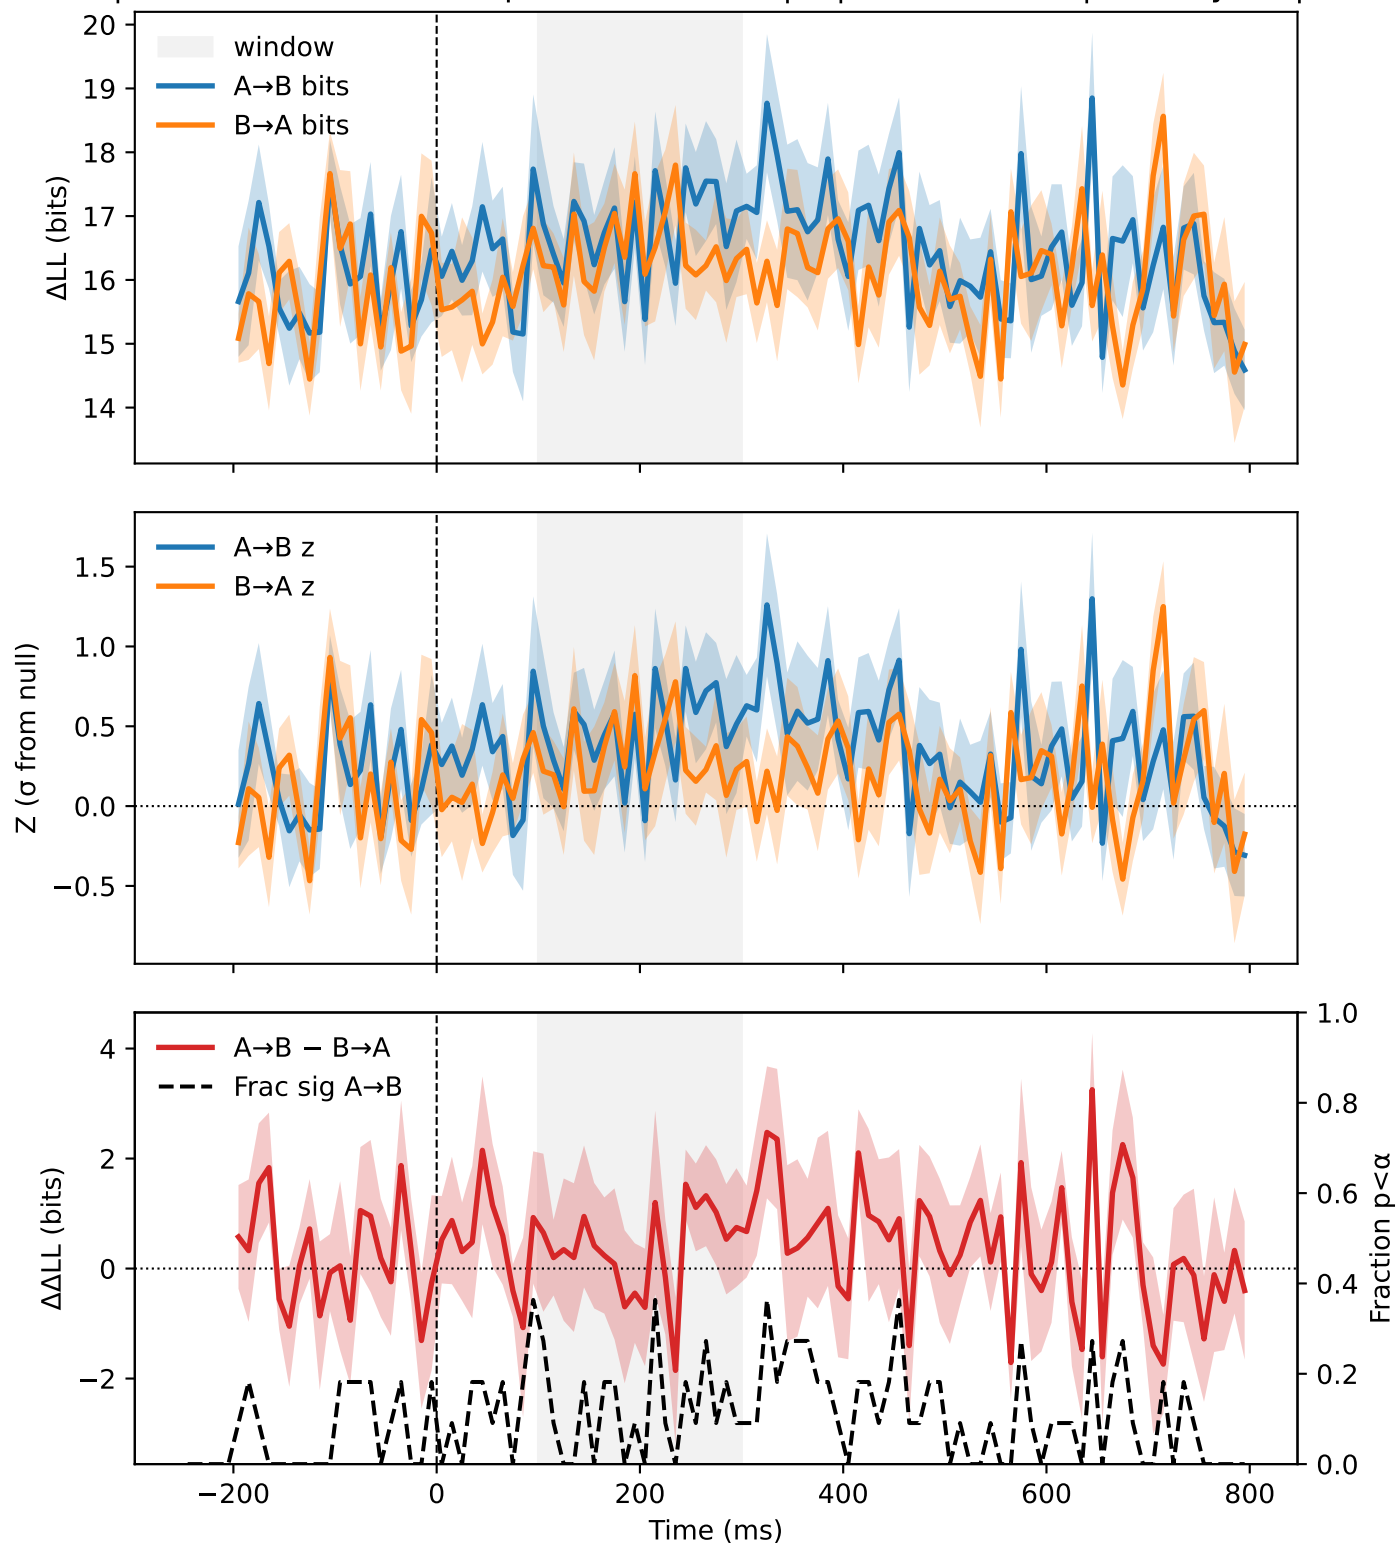 20
19
18
17
16
15
14
ΔLL (bits)
window
A→B bits
B→A bits
1.5
1.0
0.5
0.0
−0.5
Z (σ from null)
A→B z
B→A z
4
2
0
−2
ΔΔLL (bits)
A→B − B→A
Frac sig A→B
1.0
0.8
0.6
0.4
0.2
0.0
Fraction p<α
−200 0 200 400 600 800
Time (ms)